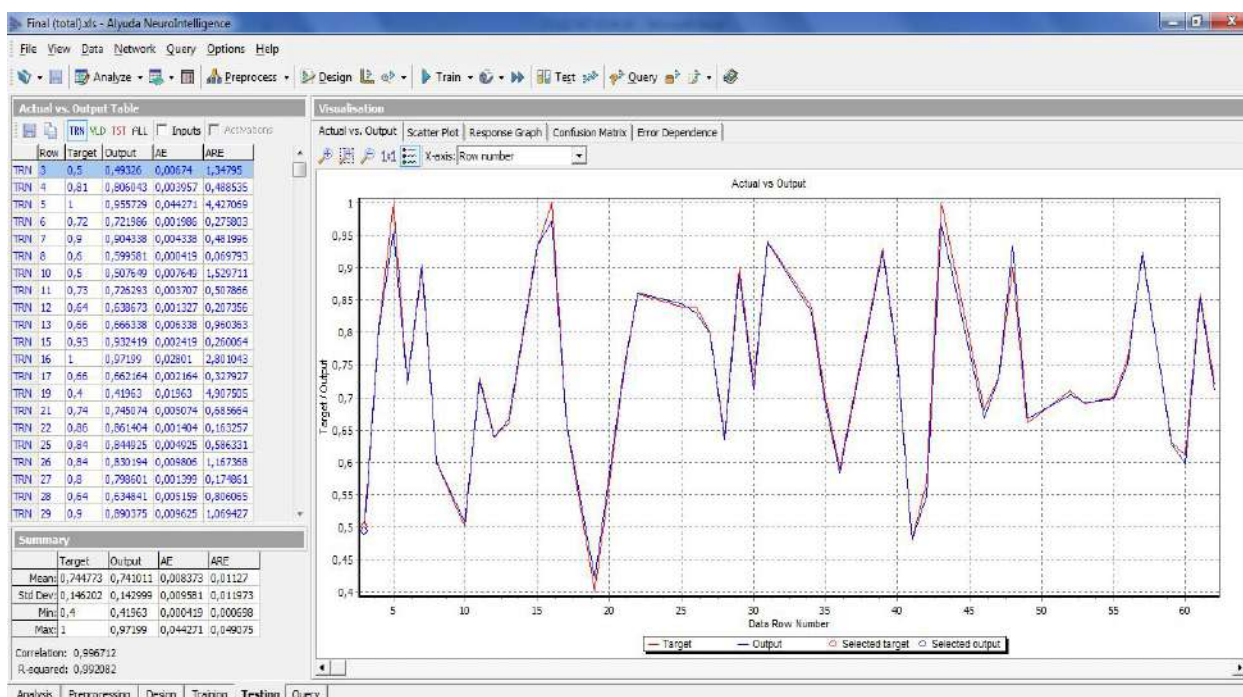 Final (total).xls - Alyuda NeuroIntelligence
File View Data Network Query Options Help
Analyze Preprocess Design Train Test Query
Actual vs. Output Table
TRN VLD TST ALL Inputs Activations
Row Target Output AE ARE
TRN 3 0,5 0,49326 0,00674 1,34795
TRN 4 0,81 0,806043 0,003957 0,488535
TRN 5 1 0,955729 0,044271 4,427069
TRN 6 0,72 0,721986 0,001986 0,275803
TRN 7 0,9 0,904338 0,004338 0,481996
TRN 8 0,6 0,599581 0,000419 0,069793
TRN 10 0,5 0,507649 0,007649 1,529711
TRN 11 0,73 0,726293 0,003707 0,507866
TRN 12 0,64 0,638673 0,001327 0,207356
TRN 13 0,66 0,666338 0,006338 0,960363
TRN 15 0,93 0,932419 0,002419 0,260064
TRN 16 1 0,97199 0,02801 2,801043
TRN 17 0,66 0,662164 0,002164 0,327927
TRN 19 0,4 0,41963 0,01963 4,907505
TRN 21 0,74 0,745074 0,005074 0,685664
TRN 22 0,86 0,861404 0,001404 0,163257
TRN 25 0,84 0,844925 0,004925 0,586331
TRN 26 0,84 0,830194 0,009806 1,167368
TRN 27 0,8 0,798601 0,001399 0,174861
TRN 28 0,64 0,634841 0,005159 0,806065
TRN 29 0,9 0,890375 0,009625 1,069427
Summary
Target Output AE ARE
Mean: 0,744773 0,741011 0,008373 0,01127
Std Dev: 0,146202 0,142999 0,009581 0,011973
Min: 0,4 0,41963 0,000419 0,000698
Max: 1 0,97199 0,044271 0,049075
Correlation: 0,996712
R-squared: 0,992082
Visualisation
Actual vs. Output Scatter Plot Response Graph Confusion Matrix Error Dependence
1:1 X-axis: Row number
Actual vs Output
Target / Output
1
0,95
0,9
0,85
0,8
0,75
0,7
0,65
0,6
0,55
0,5
0,45
0,4
5 10 15 20 25 30 35 40 45 50 55 60
Data Row Number
Target Output Selected target Selected output
Analysis Preprocessing Design Training Testing Query